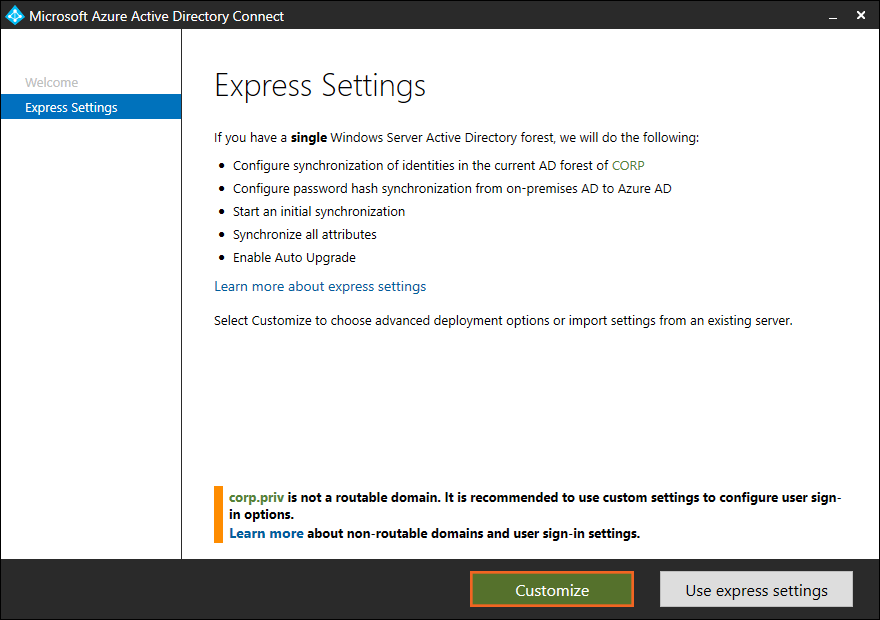 Microsoft Azure Active Directory Connect
Welcome
Express Settings
Express Settings
If you have a single Windows Server Active Directory forest, we will do the following:
• Configure synchronization of identities in the current AD forest of CORP
• Configure password hash synchronization from on-premises AD to Azure AD
• Start an initial synchronization
• Synchronize all attributes
• Enable Auto Upgrade
Learn more about express settings
Select Customize to choose advanced deployment options or import settings from an existing server.
corp.priv is not a routable domain. It is recommended to use custom settings to configure user sign-
in options.
Learn more about non-routable domains and user sign-in settings.
Customize
Use express settings